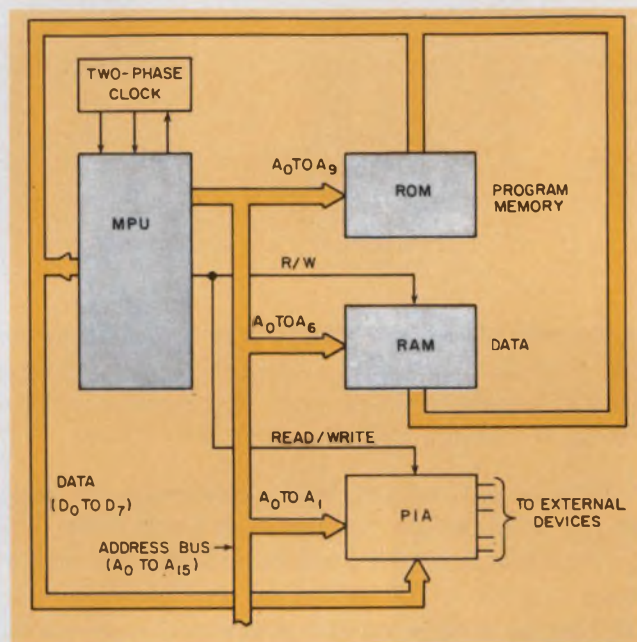 TWO-PHASE
CLOCK
MPU
A₀ TO A₉
ROM
PROGRAM
MEMORY
R/W
A₀ TO A₆
RAM
DATA
READ/WRITE
DATA
(D₀ TO D₇)
A₀ TO A₁
PIA
TO EXTERNAL
DEVICES
ADDRESS BUS
(A₀ TO A₁₅)